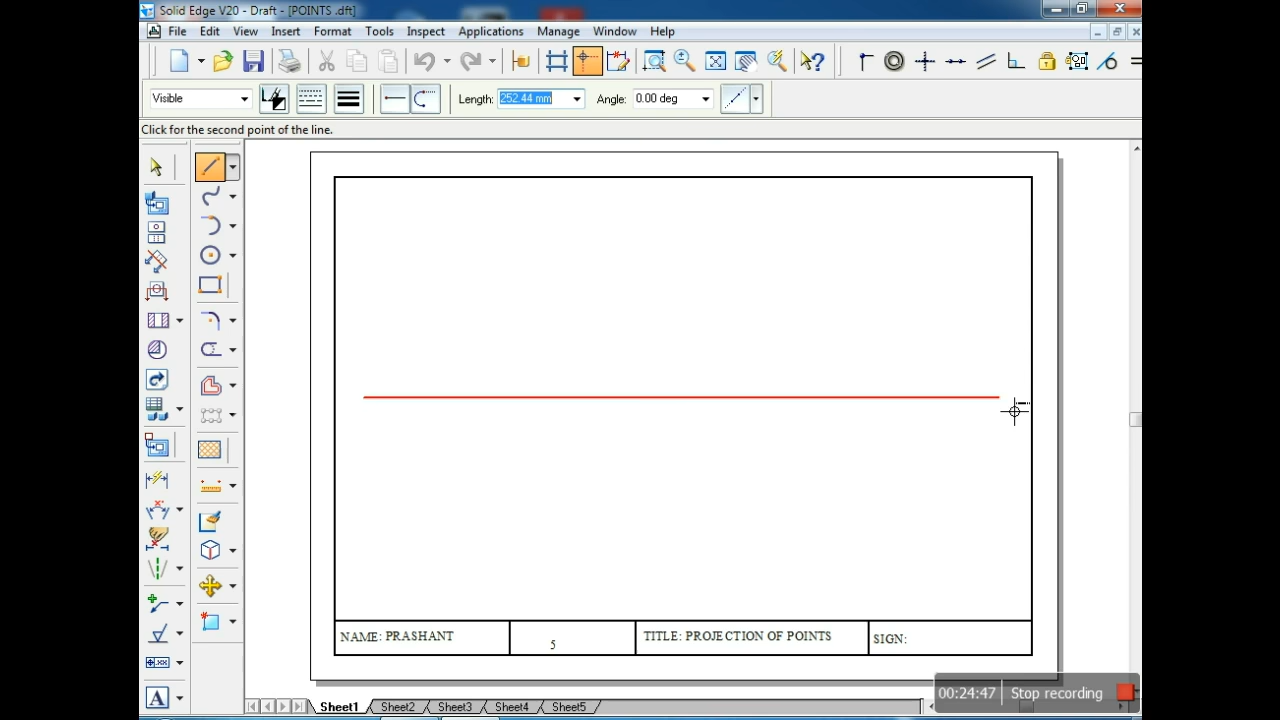 Solid Edge V20 - Draft - [POINTS .dft]
File Edit View Insert Format Tools Inspect Applications Manage Window Help
Visible Length: 252.44 mm Angle: 0.00 deg
Click for the second point of the line.
NAME: PRASHANT 5 TITLE: PROJECTION OF POINTS SIGN:
Sheet1 Sheet2 Sheet3 Sheet4 Sheet5
00:24:47 Stop recording